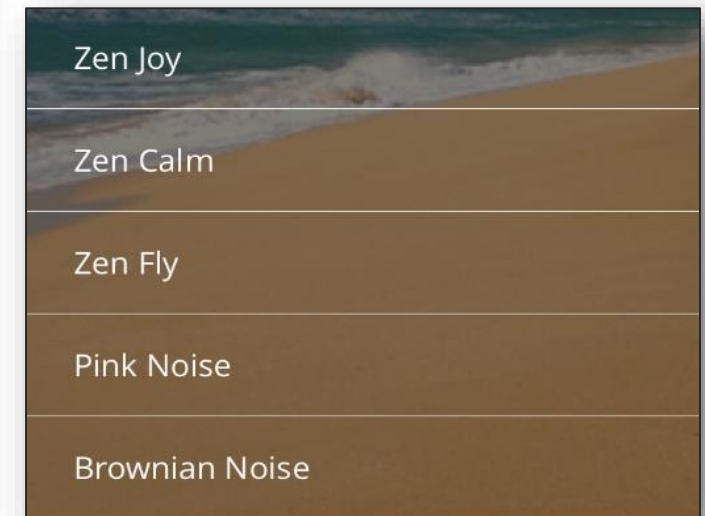 Zen Joy
Zen Calm
Zen Fly
Pink Noise
Brownian Noise